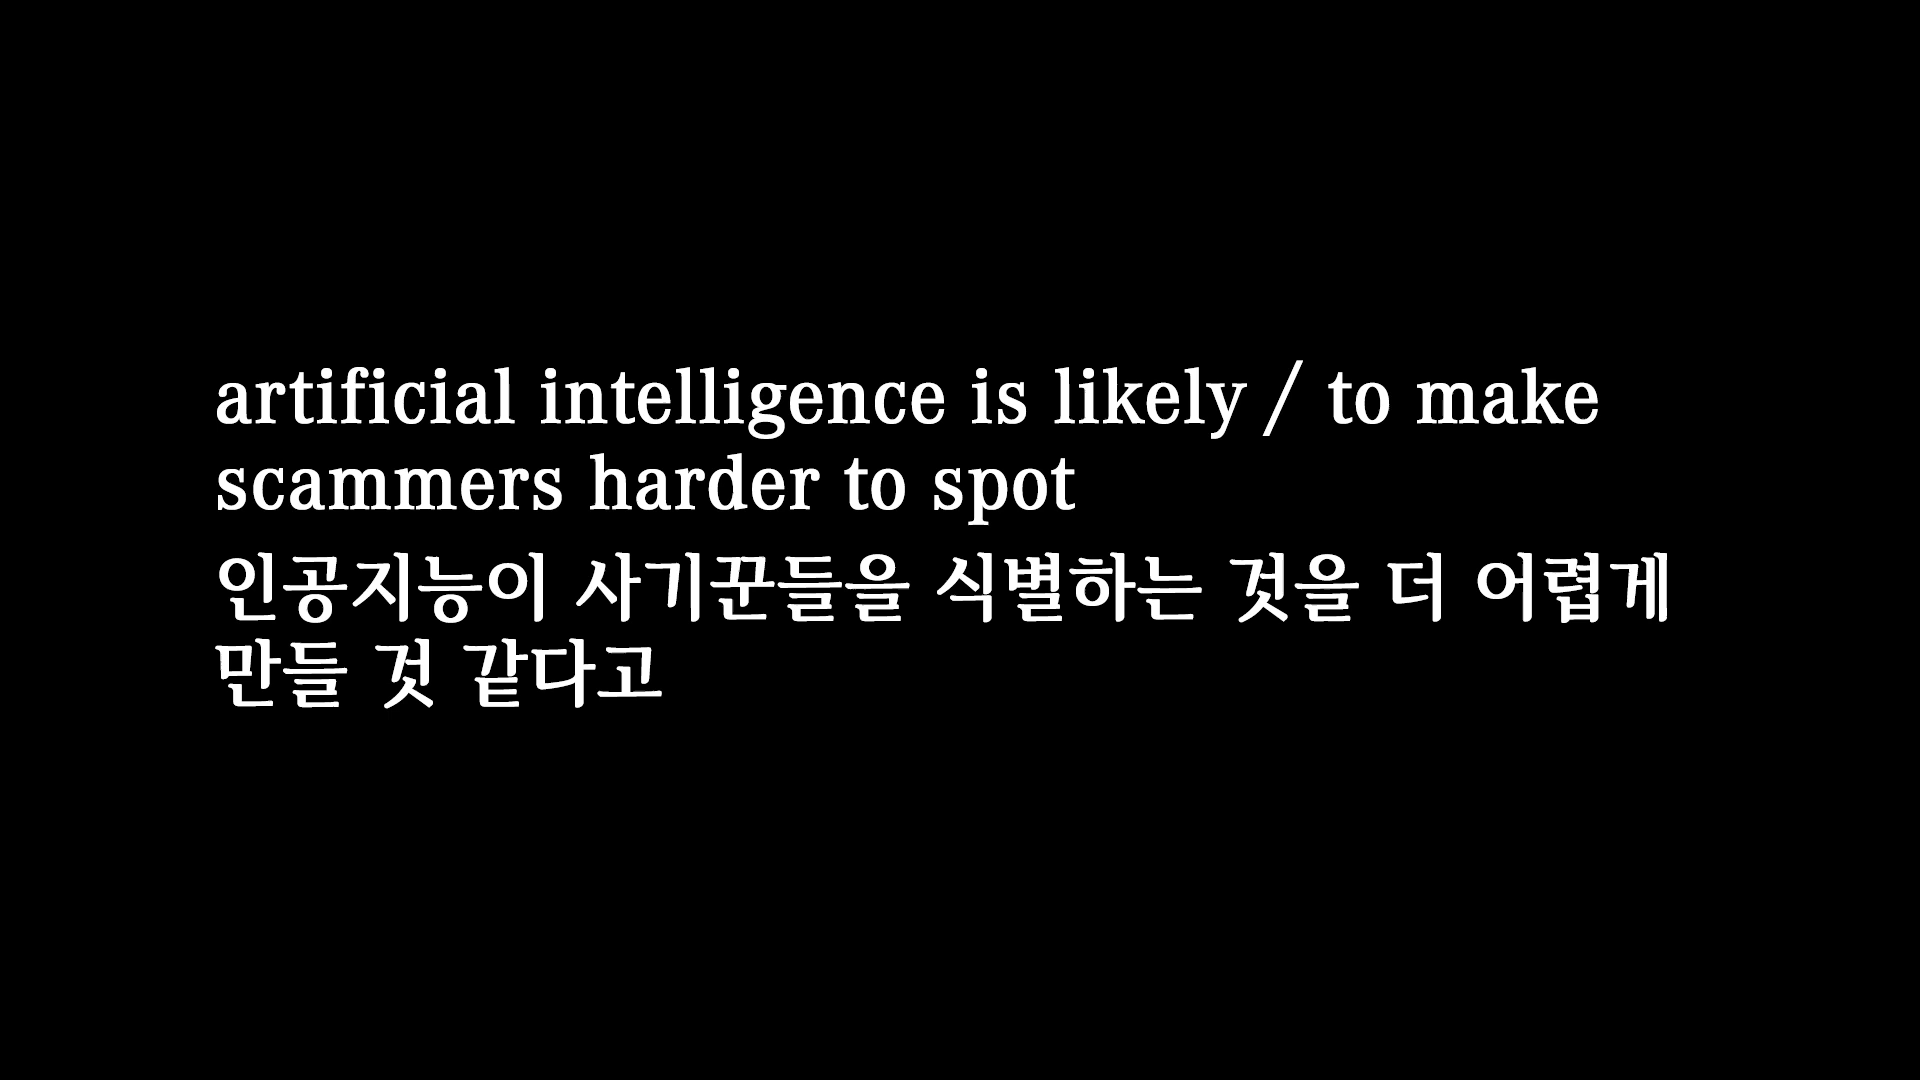 artificial intelligence is likely / to make
scammers harder to spot
인공지능이 사기꾼들을 식별하는 것을 더 어렵게
만들 것 같다고